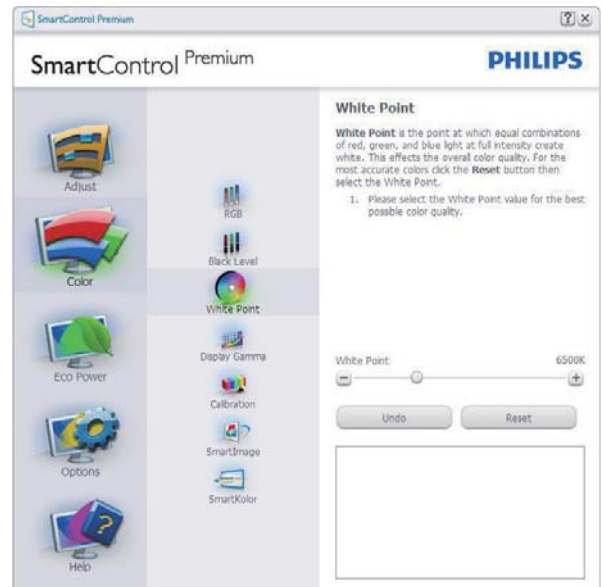 SmartControl Premium
SmartControl Premium
PHILIPS
Adjust
Color
Eco Power
Options
Help
RGB
Black Level
White Point
Display Gamma
Calibration
SmartImage
SmartKolor
White Point
White Point is the point at which equal combinations
of red, green, and blue light at full intensity create
white. This effects the overall color quality. For the
most accurate colors click the Reset button then
select the White Point.
1. Please select the White Point value for the best
possible color quality.
White Point 6500K
Undo Reset